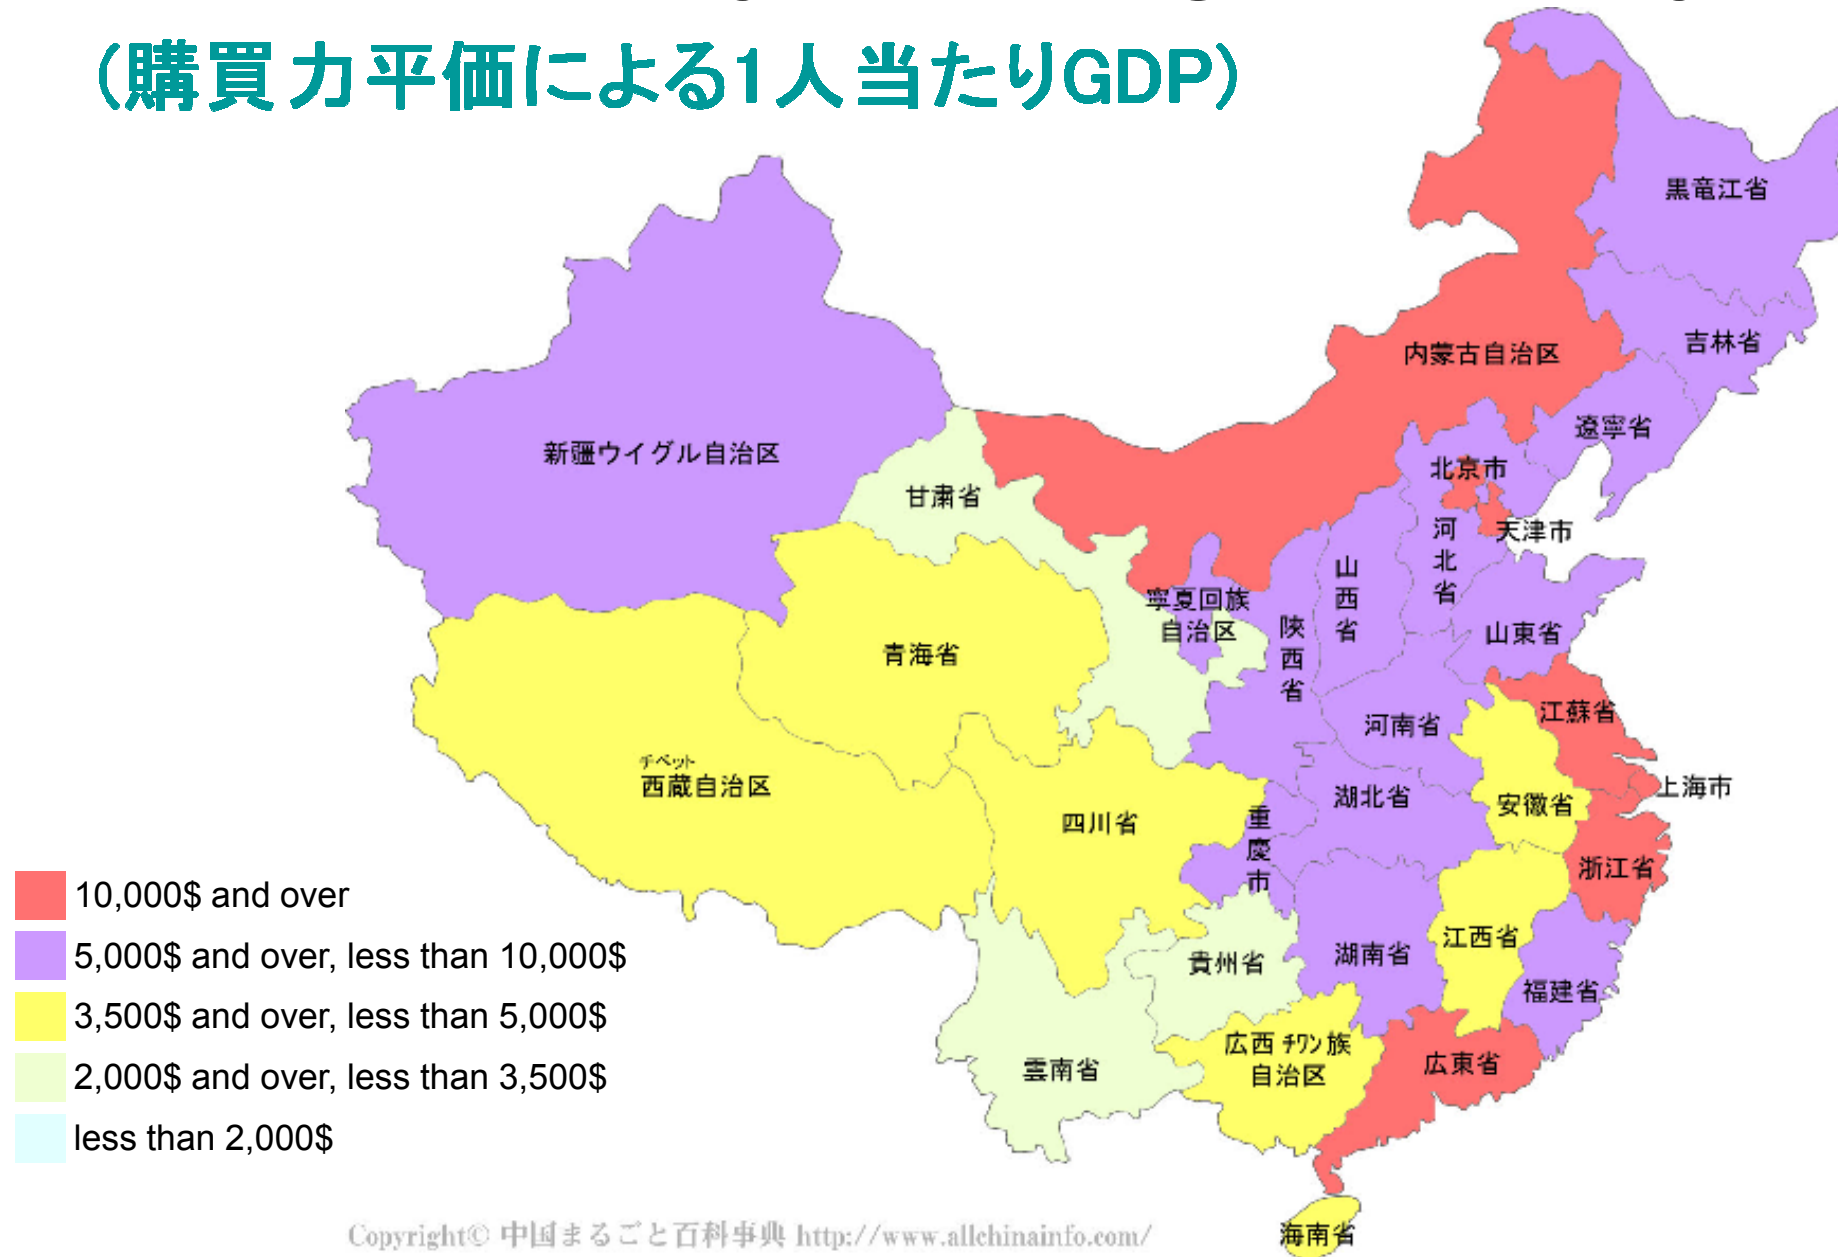 (購買力平価による1人当たりGDP)
黒竜江省
吉林省
内蒙古自治区
遼寧省
新疆ウイグル自治区
北京市
甘粛省
天津市
河北省
山西省
寧夏回族
自治区
陝西省
山東省
青海省
江蘇省
河南省
チベット
西蔵自治区
上海市
湖北省
安徽省
四川省
重慶市
浙江省
江西省
湖南省
貴州省
福建省
広西チワン族
自治区
広東省
雲南省
海南省
10,000$ and over
5,000$ and over, less than 10,000$
3,500$ and over, less than 5,000$
2,000$ and over, less than 3,500$
less than 2,000$
Copyright© 中国まるごと百科事典 http://www.allchinainfo.com/